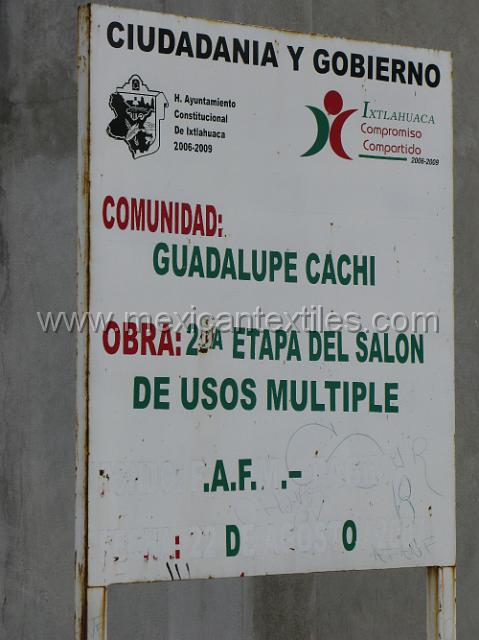 CIUDADANIA Y GOBIERNO
H. Ayuntamiento
Constitucional
De Ixtlahuaca
2006-2009
IXTLAHUACA
Compromiso
Compartido
2006-2009
COMUNIDAD:
GUADALUPE CACHI
www.mexicantextiles.com
OBRA: 2DA ETAPA DEL SALON
DE USOS MULTIPLE